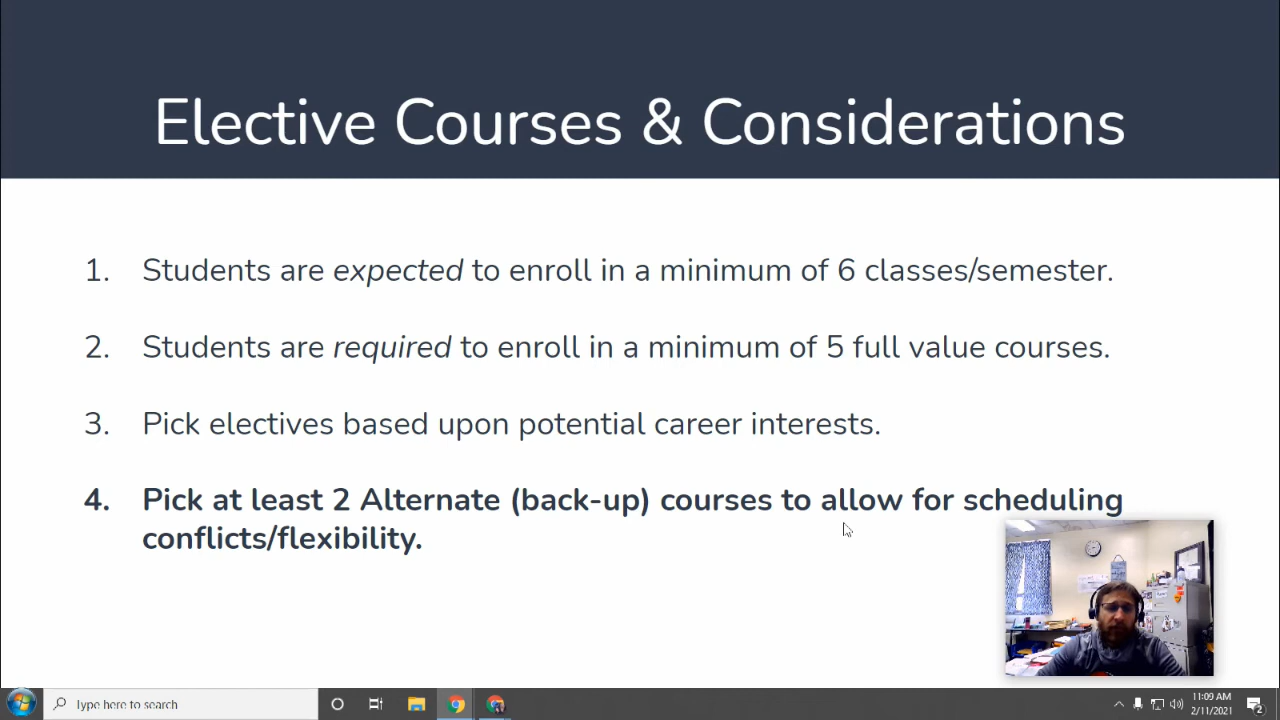 Elective Courses & Considerations
1. Students are expected to enroll in a minimum of 6 classes/semester.
2. Students are required to enroll in a minimum of 5 full value courses.
3. Pick electives based upon potential career interests.
4. Pick at least 2 Alternate (back-up) courses to allow for scheduling
conflicts/flexibility.
Type here to search
11:09 AM
2/11/2021
2